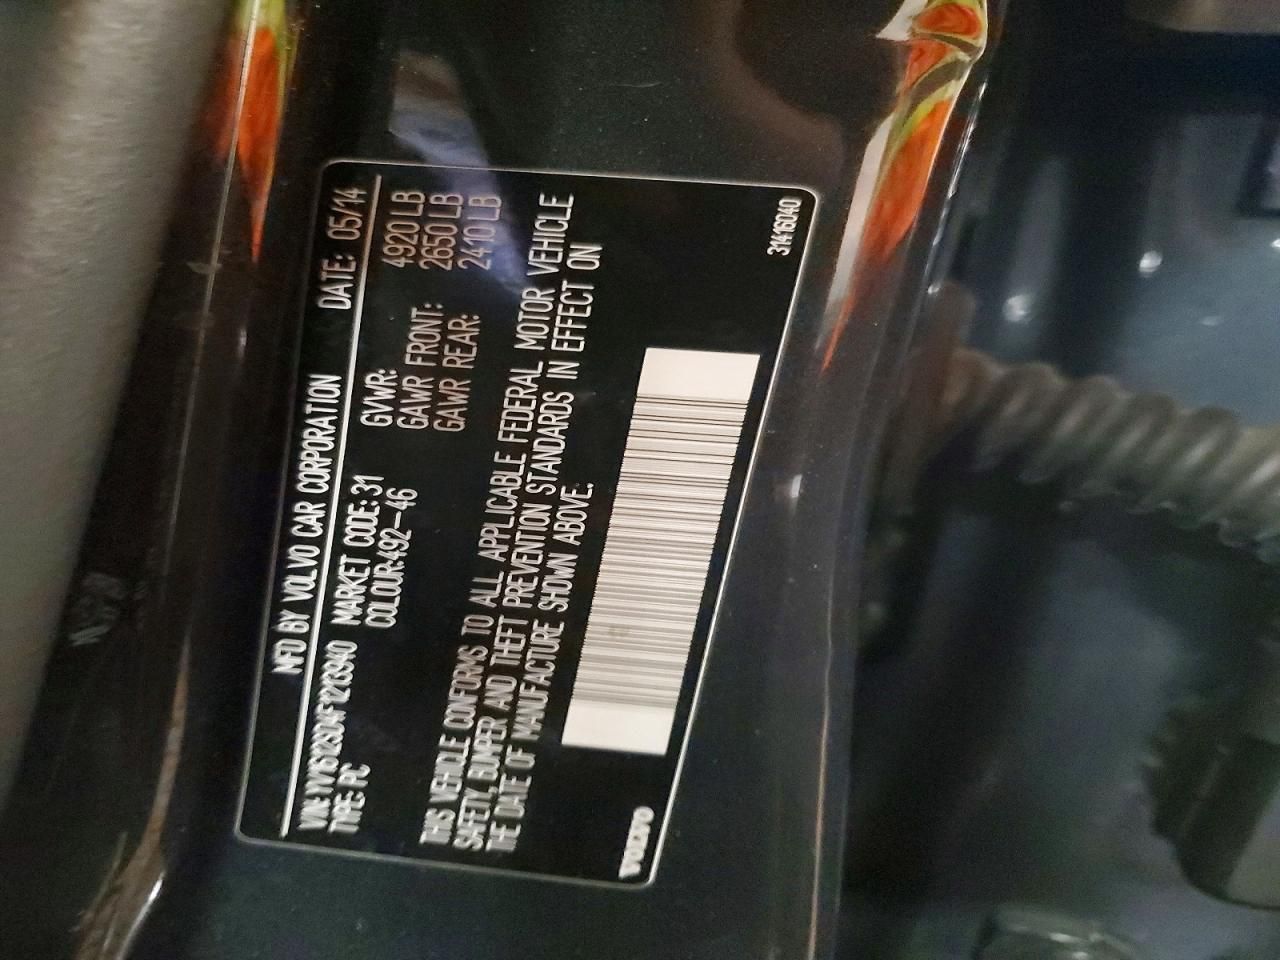 MFD BY VOLVO CAR CORPORATION DATE: 05/14
VIN: YV1612SD4F1213940 MARKET CODE: 31 GVWR: 4920 LB
TYPE: PC COLOUR:492-46 GAWR FRONT: 2650 LB
GAWR REAR: 2410 LB
THIS VEHICLE CONFORMS TO ALL APPLICABLE FEDERAL MOTOR VEHICLE
SAFETY, BUMPER AND THEFT PREVENTION STANDARDS IN EFFECT ON
THE DATE OF MANUFACTURE SHOWN ABOVE.
VOLVO
31416040